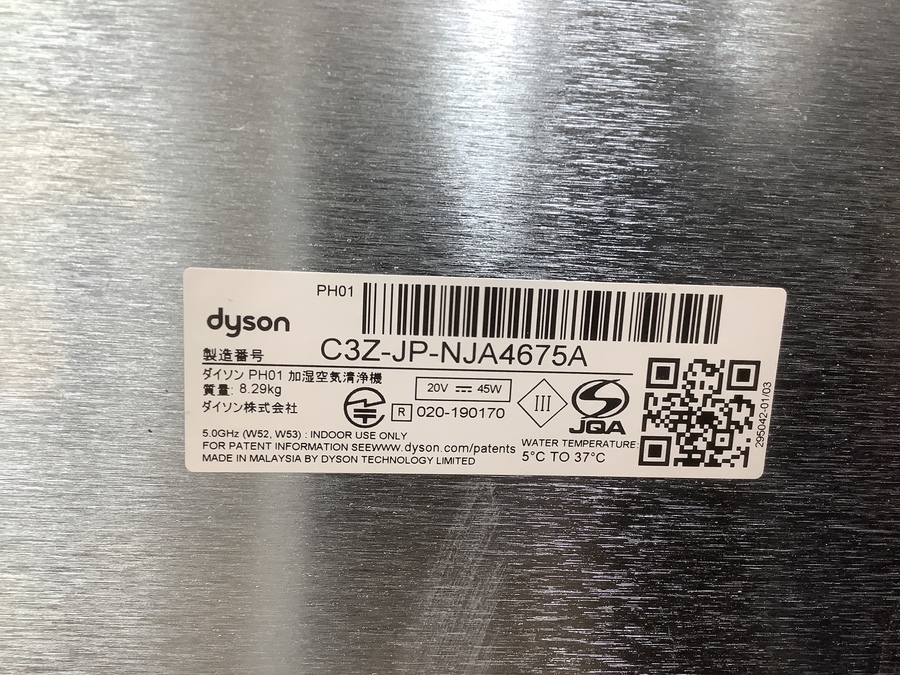 PH01
dyson
製造番号 C3Z-JP-NJA4675A
ダイソン PH01 加湿空気清浄機
質量: 8.29kg
ダイソン株式会社
20V ⎓ 45W
R 020-190170
III
JQA
5.0GHz (W52, W53) : INDOOR USE ONLY
FOR PATENT INFORMATION SEEwww.dyson.com/patents
MADE IN MALAYSIA BY DYSON TECHNOLOGY LIMITED
WATER TEMPERATURE:
5°C TO 37°C
295042-01/03